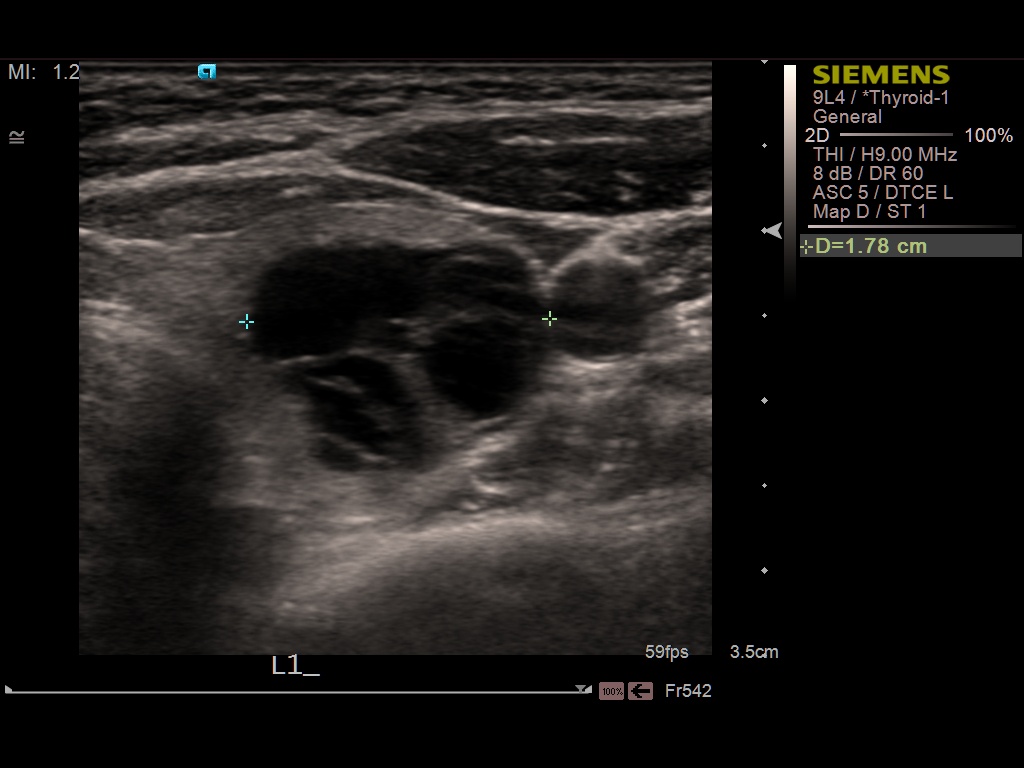 MI: 1.2
SIEMENS
9L4 / *Thyroid-1
General
2D 100%
THI / H9.00 MHz
8 dB / DR 60
ASC 5 / DTCE L
Map D / ST 1
D=1.78 cm
59fps 3.5cm
L1_
100% Fr542